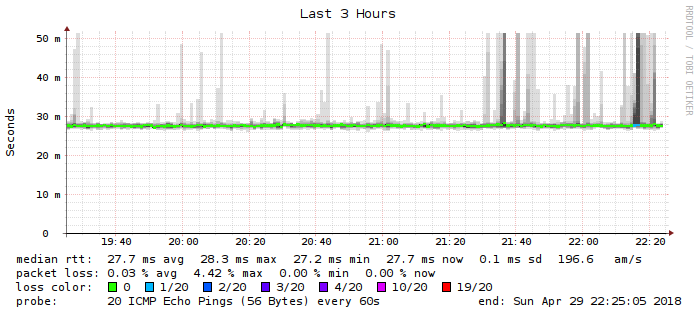 Last 3 Hours
RRDTOOL / TOBI OETIKER
Seconds
50 m
40 m
30 m
20 m
10 m
0
19:40 20:00 20:20 20:40 21:00 21:20 21:40 22:00 22:20
median rtt: 27.7 ms avg 28.3 ms max 27.2 ms min 27.7 ms now 0.1 ms sd 196.6 am/s
packet loss: 0.03 % avg 4.42 % max 0.00 % min 0.00 % now
loss color: 0 1/20 2/20 3/20 4/20 10/20 19/20
probe: 20 ICMP Echo Pings (56 Bytes) every 60s end: Sun Apr 29 22:25:05 2018